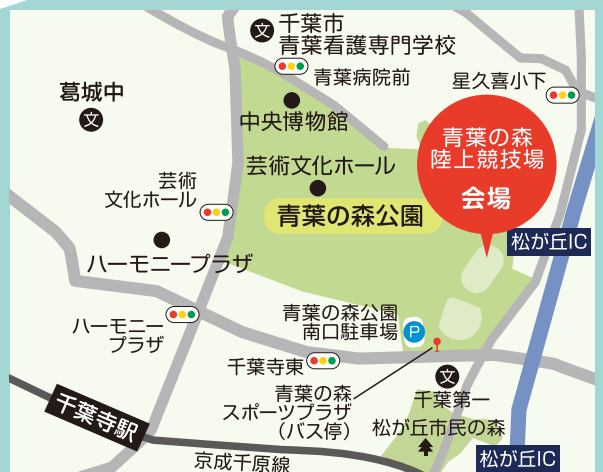 文
千葉市
青葉看護専門学校
青葉病院前
星久喜小下
葛城中
文
中央博物館
青葉の森
陸上競技場
会場
芸術文化ホール
芸術
文化ホール
青葉の森公園
松が丘IC
ハーモニープラザ
青葉の森公園
南口駐車場
P
ハーモニー
プラザ
千葉寺東
文
青葉の森
スポーツプラザ
（バス停）
千葉第一
千葉寺駅
松が丘市民の森
京成千原線
松が丘IC